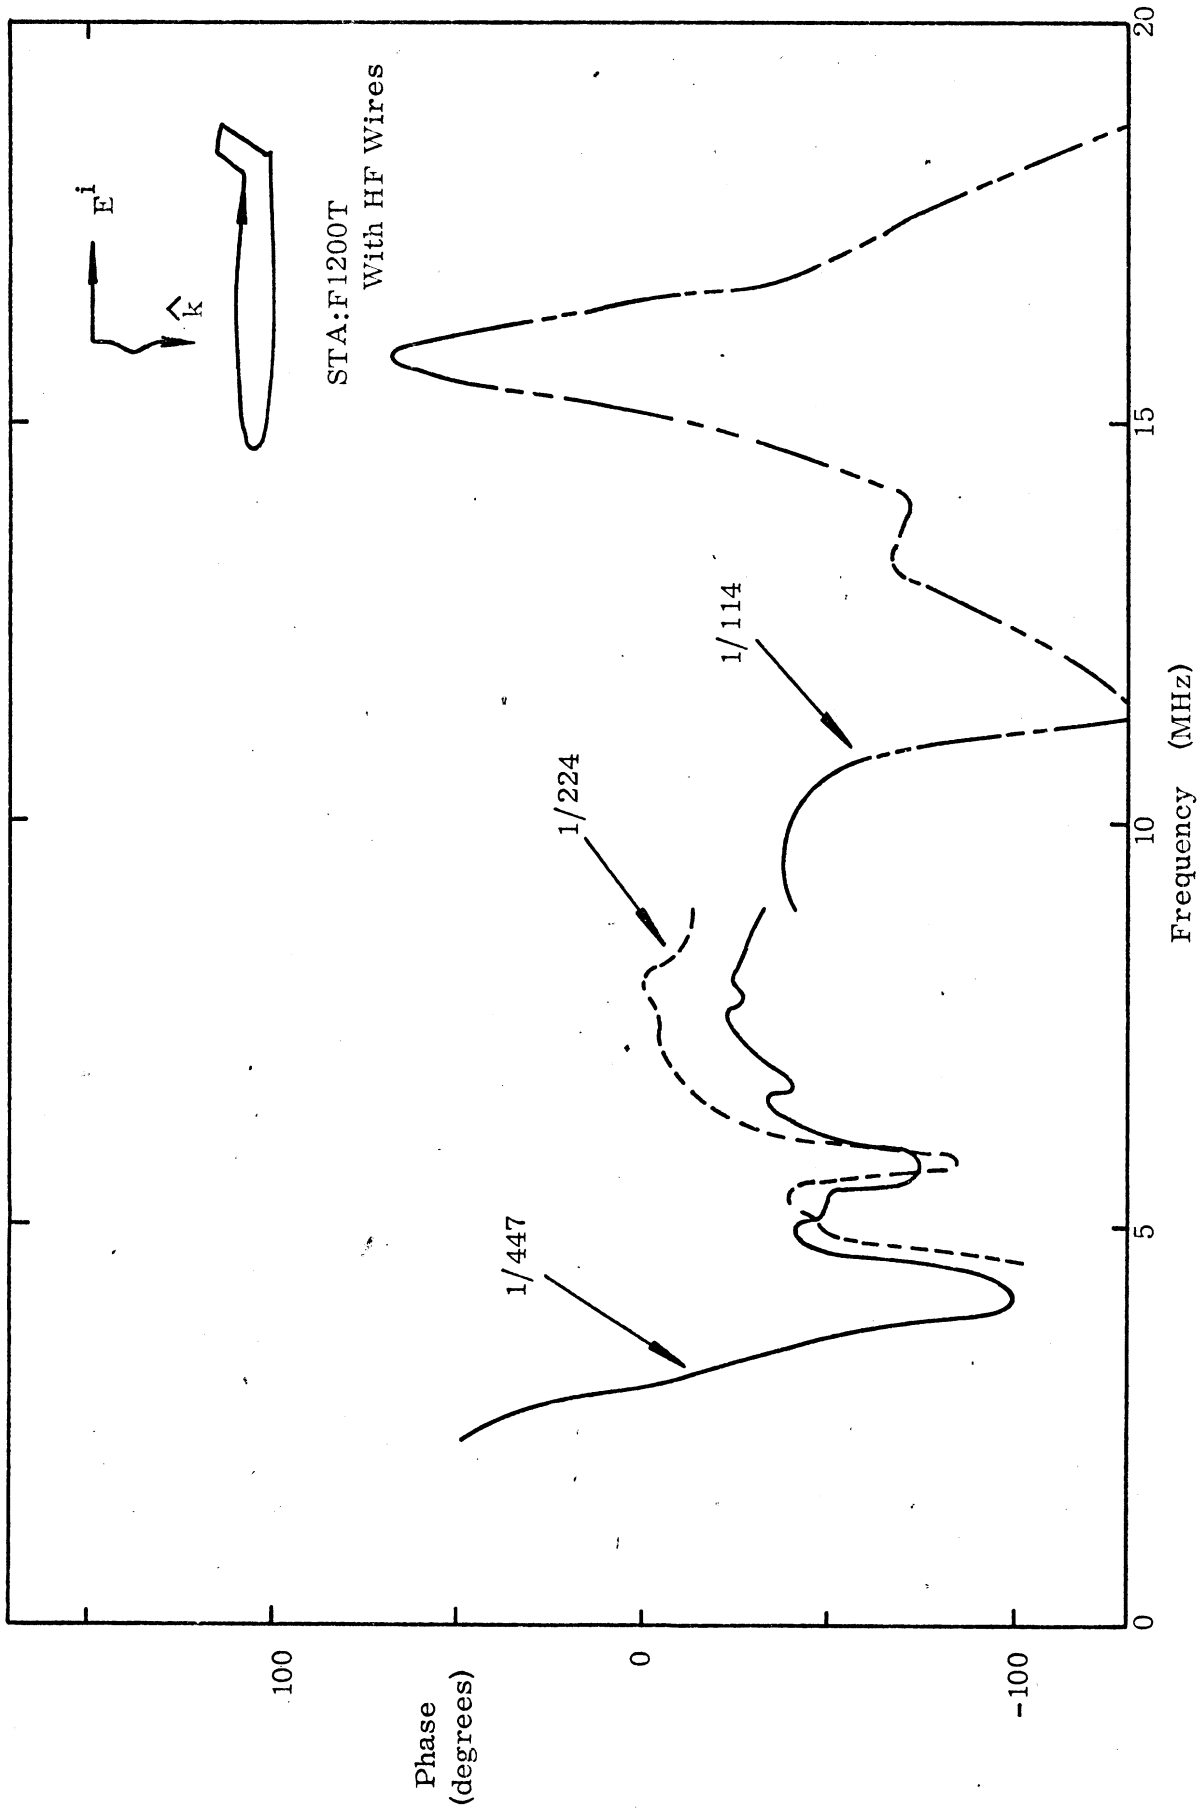 E^i
k̂
STA:F1200T
With HF Wires
1/447
1/224
1/114
Phase
(degrees)
100
0
-100
0
5
10
15
20
Frequency (MHz)